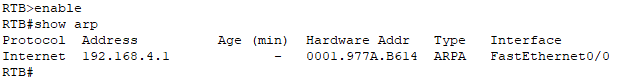 RTB>enable
RTB#show arp
Protocol  Address          Age (min)  Hardware Addr   Type   Interface
Internet  192.168.4.1             -   0001.977A.B614  ARPA   FastEthernet0/0
RTB#